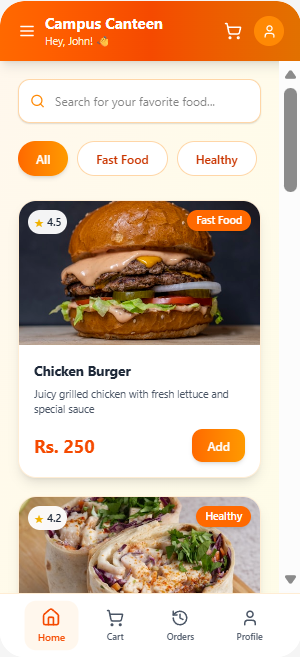 Campus Canteen
Hey, John! 👋
Search for your favorite food...
All
Fast Food
Healthy
★ 4.5
Fast Food
Chicken Burger
Juicy grilled chicken with fresh lettuce and
special sauce
Rs. 250
Add
★ 4.2
Healthy
Home
Cart
Orders
Profile